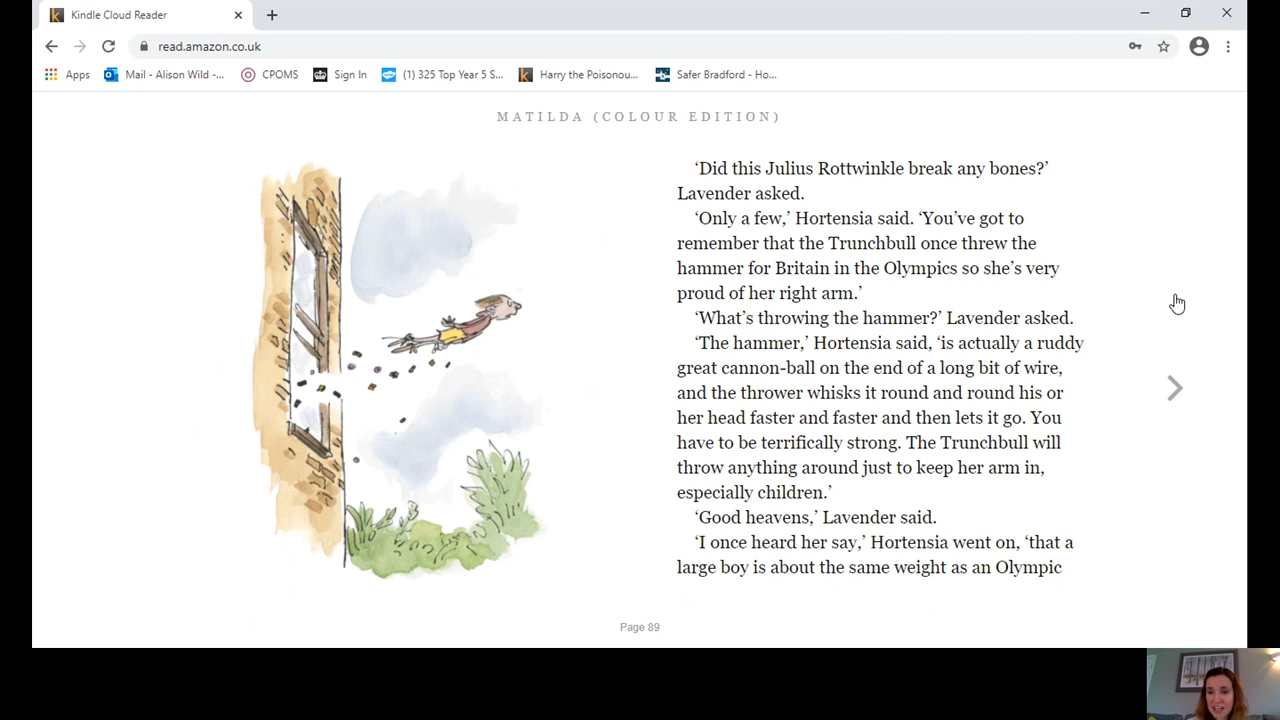 Kindle Cloud Reader
read.amazon.co.uk
Apps
Mail - Alison Wild -...
CPOMS
Sign In
(1) 325 Top Year 5 S...
Harry the Poisonou...
Safer Bradford - Ho...
MATILDA (COLOUR EDITION)
‘Did this Julius Rottwinkle break any bones?’
Lavender asked.
‘Only a few,’ Hortensia said. ‘You’ve got to
remember that the Trunchbull once threw the
hammer for Britain in the Olympics so she’s very
proud of her right arm.’
‘What’s throwing the hammer?’ Lavender asked.
‘The hammer,’ Hortensia said, ‘is actually a ruddy
great cannon-ball on the end of a long bit of wire,
and the thrower whisks it round and round his or
her head faster and faster and then lets it go. You
have to be terrifically strong. The Trunchbull will
throw anything around just to keep her arm in,
especially children.’
‘Good heavens,’ Lavender said.
‘I once heard her say,’ Hortensia went on, ‘that a
large boy is about the same weight as an Olympic
Page 89